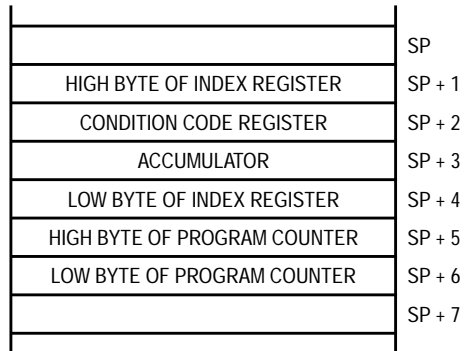 SP
HIGH BYTE OF INDEX REGISTER SP + 1
CONDITION CODE REGISTER SP + 2
ACCUMULATOR SP + 3
LOW BYTE OF INDEX REGISTER SP + 4
HIGH BYTE OF PROGRAM COUNTER SP + 5
LOW BYTE OF PROGRAM COUNTER SP + 6
SP + 7